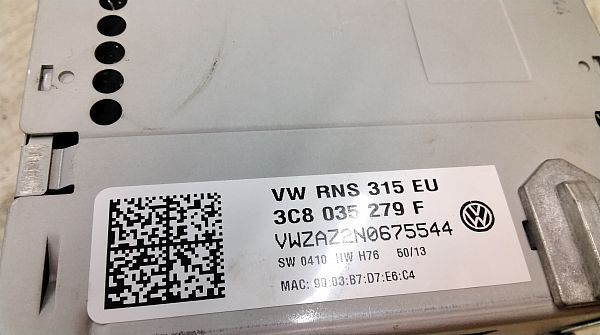 VW RNS 315 EU
3C8 035 279 F
VWZAZ2N0675544
SW 0410 HW H76 50/13
MAC: 90:03:B7:D7:E6:C4